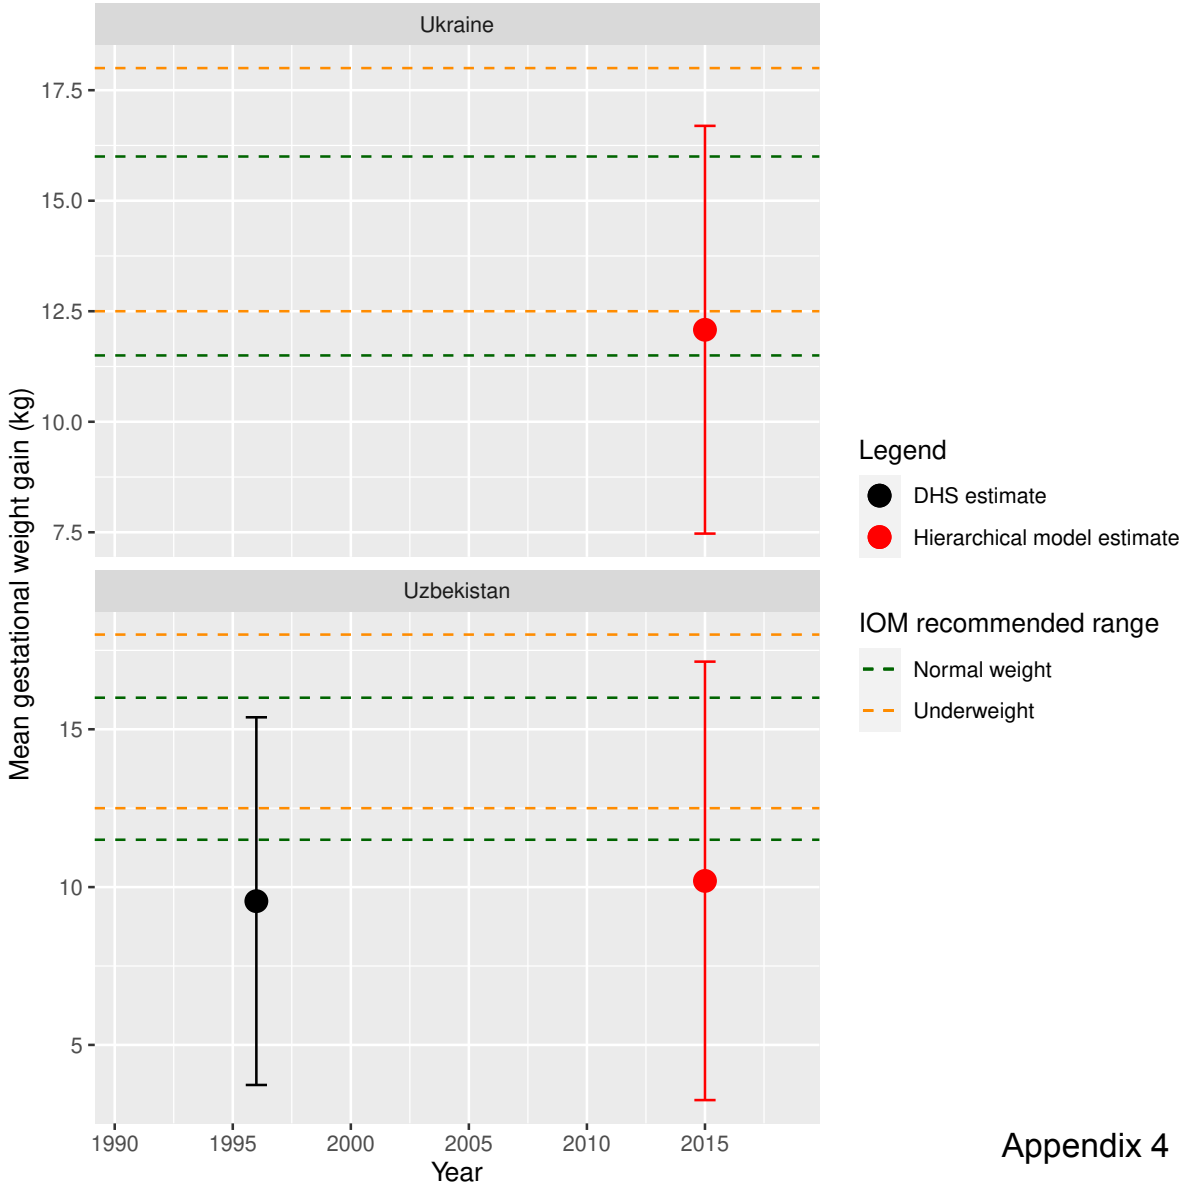 Ukraine
17.5
15.0
12.5
10.0
7.5
Mean gestational weight gain (kg)
Uzbekistan
15
10
5
1990 1995 2000 2005 2010 2015
Year
Legend
DHS estimate
Hierarchical model estimate
IOM recommended range
Normal weight
Underweight
Appendix 4